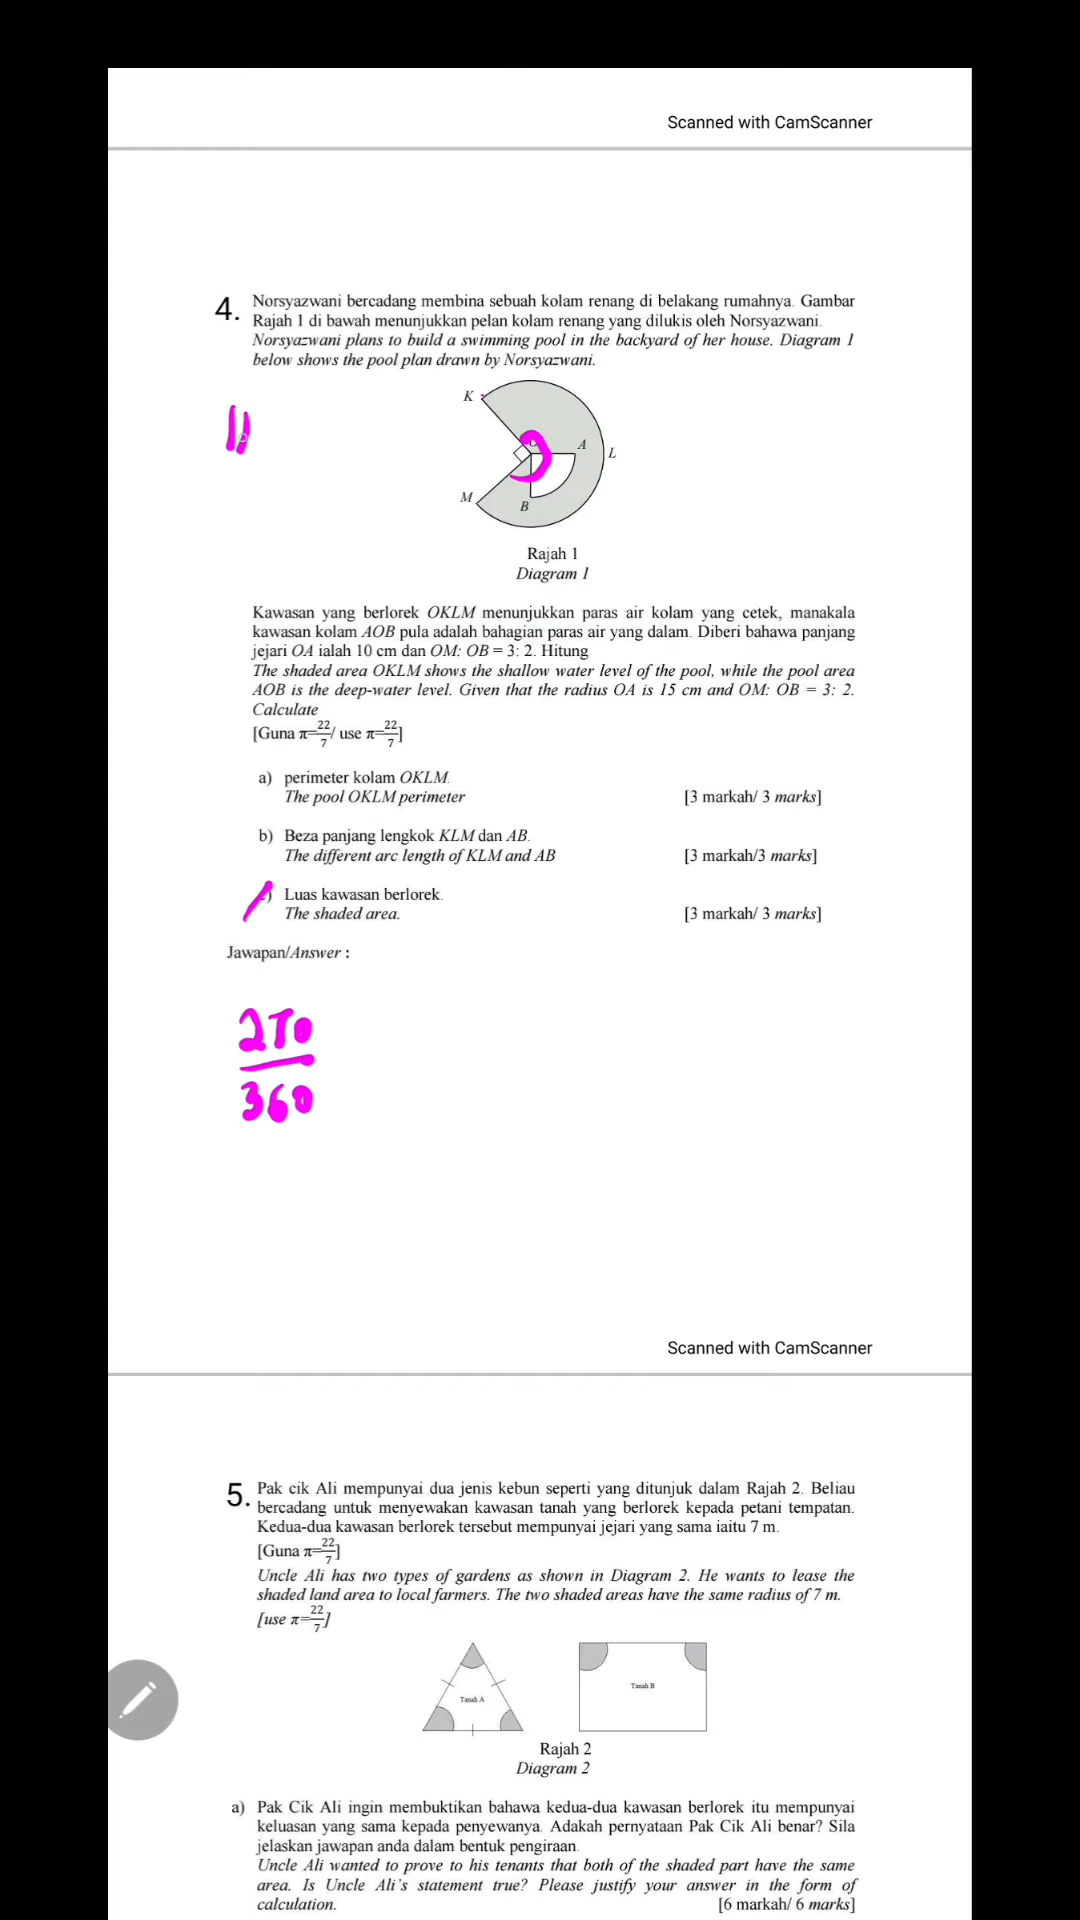 Scanned with CamScanner
4. Norsyazwani bercadang membina sebuah kolam renang di belakang rumahnya. Gambar
Rajah 1 di bawah menunjukkan pelan kolam renang yang dilukis oleh Norsyazwani.
Norsyazwani plans to build a swimming pool in the backyard of her house. Diagram 1
below shows the pool plan drawn by Norsyazwani.
K
A
L
M
B
Rajah 1
Diagram 1
Kawasan yang berlorek OKLM menunjukkan paras air kolam yang cetek, manakala
kawasan kolam AOB pula adalah bahagian paras air yang dalam. Diberi bahawa panjang
jejari OA ialah 10 cm dan OM: OB = 3: 2. Hitung
The shaded area OKLM shows the shallow water level of the pool, while the pool area
AOB is the deep-water level. Given that the radius OA is 15 cm and OM: OB = 3: 2.
Calculate
[Guna π=22/7/ use π=22/7]
a) perimeter kolam OKLM.
The pool OKLM perimeter [3 markah/ 3 marks]
b) Beza panjang lengkok KLM dan AB.
The different arc length of KLM and AB [3 markah/3 marks]
Luas kawasan berlorek.
The shaded area. [3 markah/ 3 marks]
Jawapan/Answer :
270
360
Scanned with CamScanner
5. Pak cik Ali mempunyai dua jenis kebun seperti yang ditunjuk dalam Rajah 2. Beliau
bercadang untuk menyewakan kawasan tanah yang berlorek kepada petani tempatan.
Kedua-dua kawasan berlorek tersebut mempunyai jejari yang sama iaitu 7 m.
[Guna π=22/7]
Uncle Ali has two types of gardens as shown in Diagram 2. He wants to lease the
shaded land area to local farmers. The two shaded areas have the same radius of 7 m.
[use π=22/7]
Tanah A
Tanah B
Rajah 2
Diagram 2
a) Pak Cik Ali ingin membuktikan bahawa kedua-dua kawasan berlorek itu mempunyai
keluasan yang sama kepada penyewanya. Adakah pernyataan Pak Cik Ali benar? Sila
jelaskan jawapan anda dalam bentuk pengiraan.
Uncle Ali wanted to prove to his tenants that both of the shaded part have the same
area. Is Uncle Ali's statement true? Please justify your answer in the form of
calculation. [6 markah/ 6 marks]